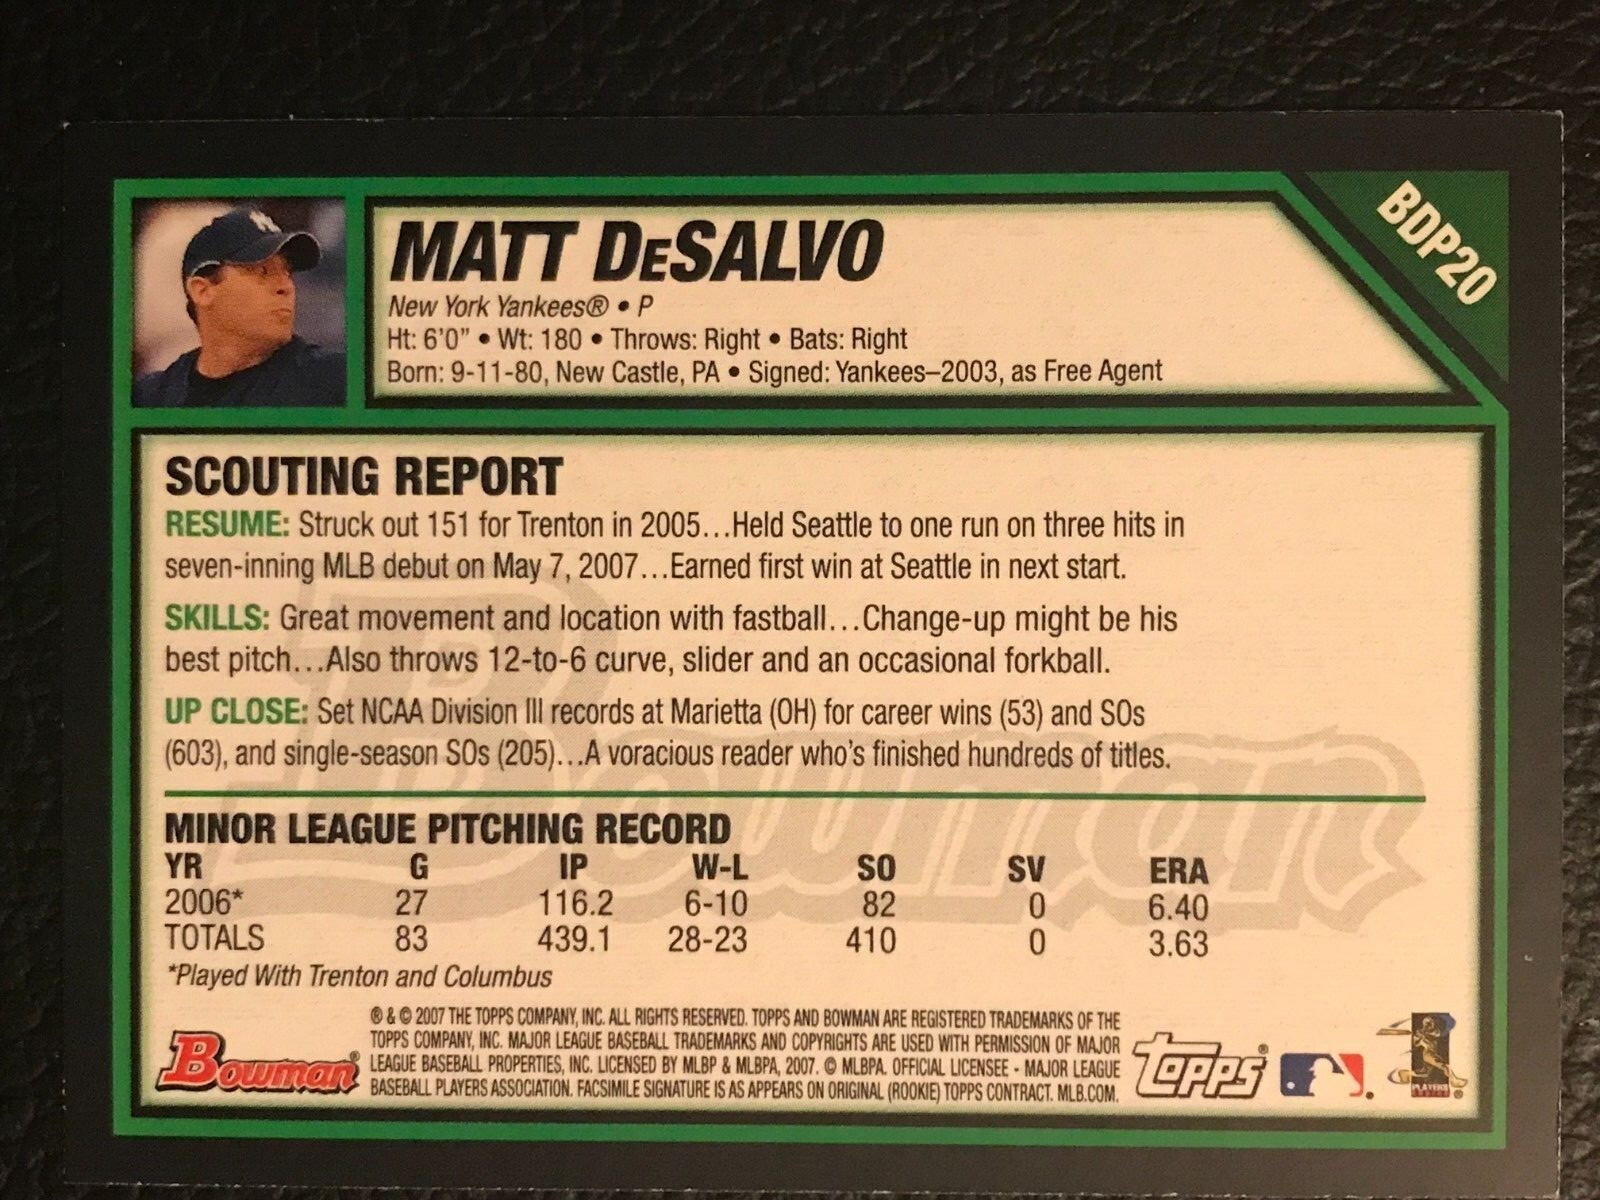 BDP20
MATT DeSALVO
New York Yankees® • P
Ht: 6'0" • Wt: 180 • Throws: Right • Bats: Right
Born: 9-11-80, New Castle, PA • Signed: Yankees–2003, as Free Agent
SCOUTING REPORT
RESUME: Struck out 151 for Trenton in 2005...Held Seattle to one run on three hits in
seven-inning MLB debut on May 7, 2007...Earned first win at Seattle in next start.
SKILLS: Great movement and location with fastball...Change-up might be his
best pitch...Also throws 12-to-6 curve, slider and an occasional forkball.
UP CLOSE: Set NCAA Division III records at Marietta (OH) for career wins (53) and SOs
(603), and single-season SOs (205)...A voracious reader who's finished hundreds of titles.
Bowman
MINOR LEAGUE PITCHING RECORD
YR G IP W-L SO SV ERA
2006* 27 116.2 6-10 82 0 6.40
TOTALS 83 439.1 28-23 410 0 3.63
*Played With Trenton and Columbus
® & © 2007 THE TOPPS COMPANY, INC. ALL RIGHTS RESERVED. TOPPS AND BOWMAN ARE REGISTERED TRADEMARKS OF THE
TOPPS COMPANY, INC. MAJOR LEAGUE BASEBALL TRADEMARKS AND COPYRIGHTS ARE USED WITH PERMISSION OF MAJOR
LEAGUE BASEBALL PROPERTIES, INC. LICENSED BY MLBP & MLBPA, 2007. © MLBPA. OFFICIAL LICENSEE - MAJOR LEAGUE
BASEBALL PLAYERS ASSOCIATION. FACSIMILE SIGNATURE IS AS APPEARS ON ORIGINAL (ROOKIE) TOPPS CONTRACT. MLB.COM.
Bowman®
Topps®
PLAYERS